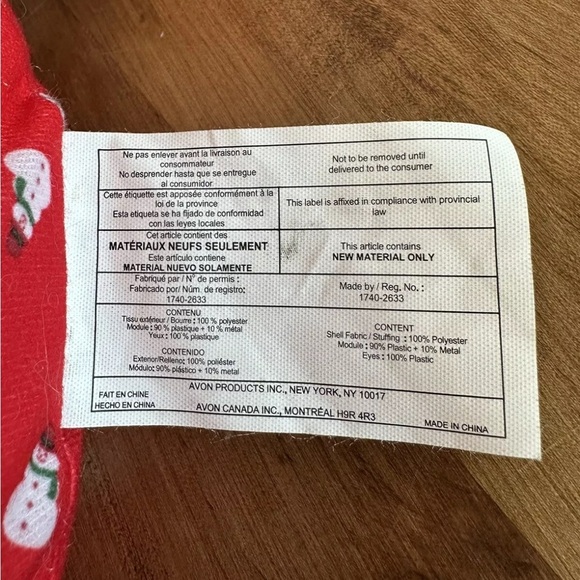 Ne pas enlever avant la livraison au
consommateur
No desprender hasta que se entregue
al consumidor
Not to be removed until
delivered to the consumer
Cette étiquette est apposée conformément à la
loi de la province
Esta etiqueta se ha fijado de conformidad
con las leyes locales
This label is affixed in compliance with provincial
law
Cet article contient des
MATÉRIAUX NEUFS SEULEMENT
Este artículo contiene
MATERIAL NUEVO SOLAMENTE
This article contains
NEW MATERIAL ONLY
Fabriqué par / N° de permis :
Fabricado por/ Núm. de registro:
1740-2633
Made by / Reg. No. :
1740-2633
CONTENU
Tissu extérieur / Bourre : 100 % polyester
Module : 90 % plastique + 10 % métal
Yeux : 100 % plastique
CONTENIDO
Exterior/Relleno: 100% poliéster
Módulo: 90% plástico + 10% metal
CONTENT
Shell Fabric / Stuffing : 100% Polyester
Module : 90% Plastic + 10% Metal
Eyes : 100% Plastic
FAIT EN CHINE
HECHO EN CHINA
AVON PRODUCTS INC., NEW YORK, NY 10017
AVON CANADA INC., MONTRÉAL H9R 4R3
MADE IN CHINA